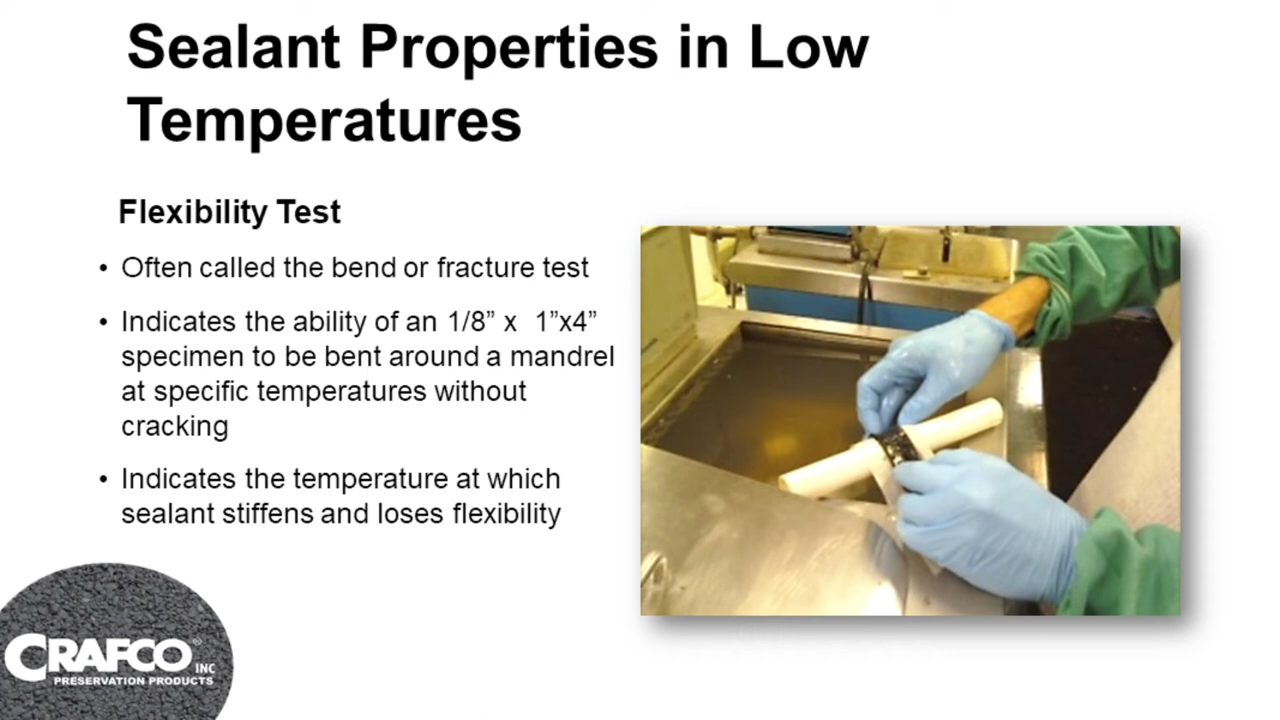 Sealant Properties in Low
Temperatures
Flexibility Test
• Often called the bend or fracture test
• Indicates the ability of an 1/8” x  1”x4”
specimen to be bent around a mandrel
at specific temperatures without
cracking
• Indicates the temperature at which
sealant stiffens and loses flexibility
CRAFCO® INC
PRESERVATION PRODUCTS